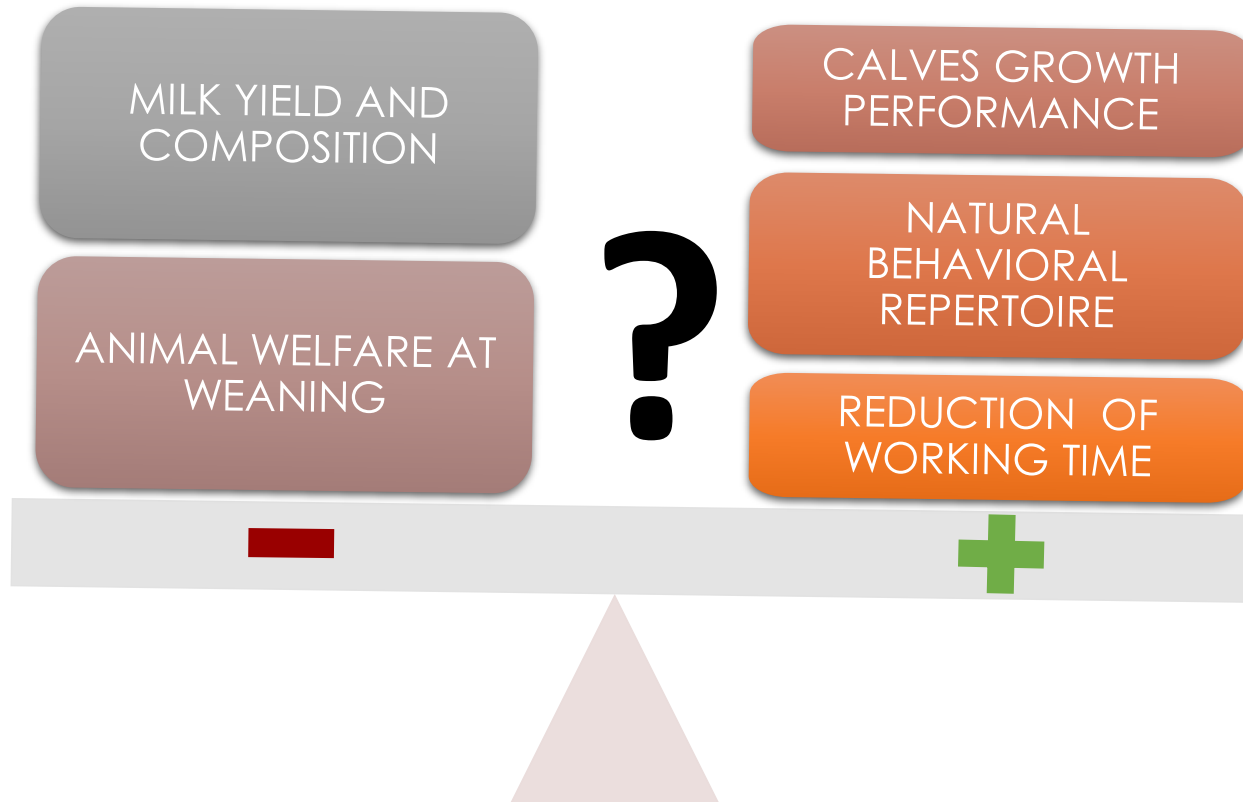 MILK YIELD AND
COMPOSITION
ANIMAL WELFARE AT
WEANING
?
CALVES GROWTH
PERFORMANCE
NATURAL
BEHAVIORAL
REPERTOIRE
REDUCTION OF
WORKING TIME